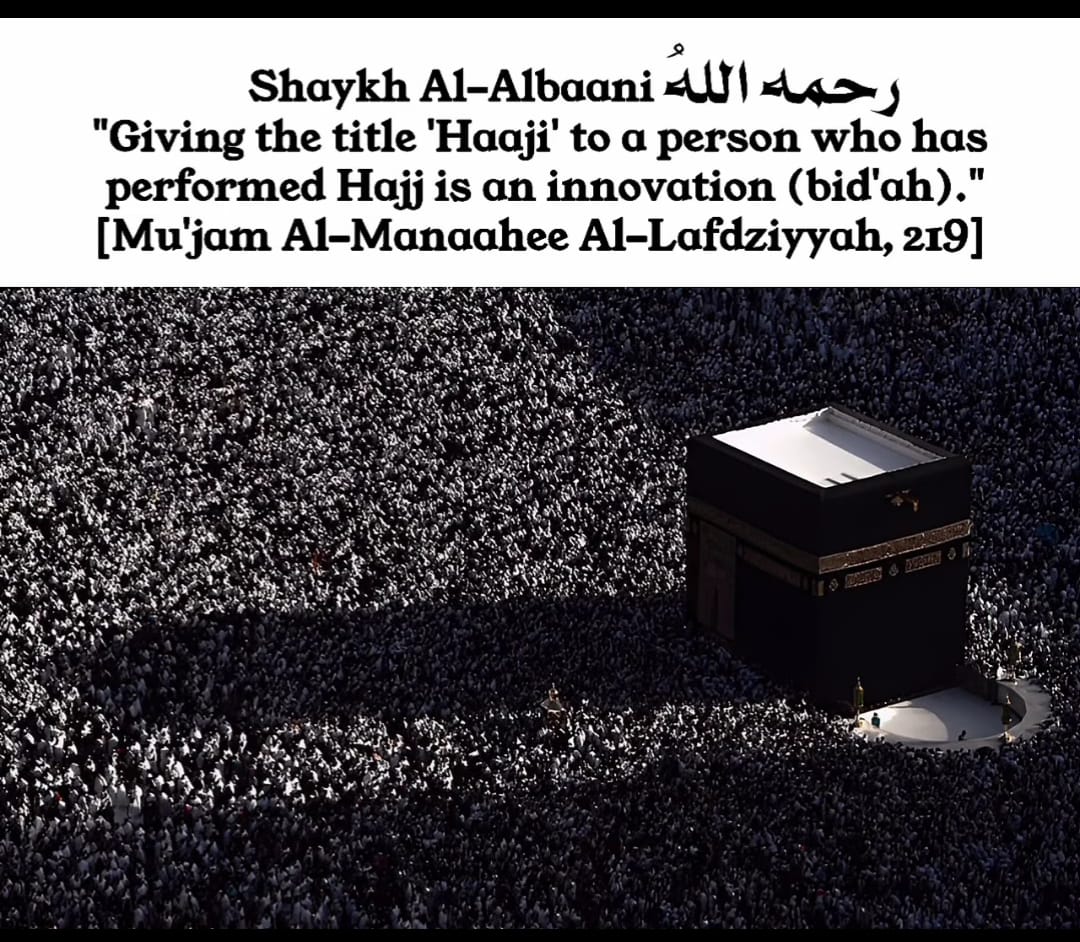 Shaykh Al-Albaani رحمه اللهُ
"Giving the title 'Haaji' to a person who has
performed Hajj is an innovation (bid'ah)."
[Mu'jam Al-Manaahee Al-Lafdziyyah, 219]